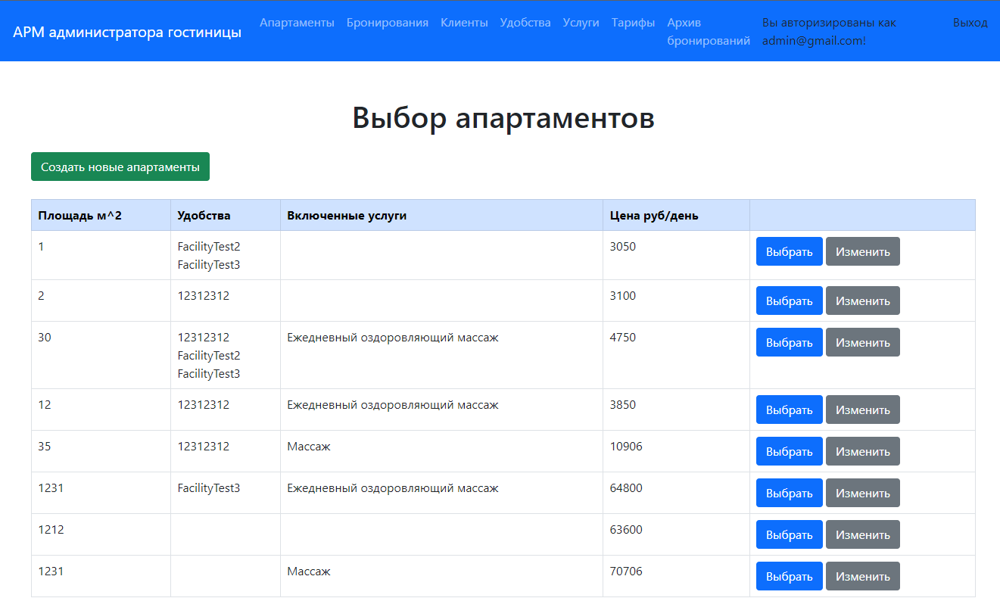 АРМ администратора гостиницы
Апартаменты Бронирования Клиенты Удобства Услуги Тарифы Архив бронирований
Вы авторизированы как admin@gmail.com!
Выход
Выбор апартаментов
Создать новые апартаменты
Площадь м^2 Удобства Включенные услуги Цена руб/день
1 FacilityTest2 3050 Выбрать Изменить
FacilityTest3
2 12312312 3100 Выбрать Изменить
30 12312312 Ежедневный оздоровляющий массаж 4750 Выбрать Изменить
FacilityTest2
FacilityTest3
12 12312312 Ежедневный оздоровляющий массаж 3850 Выбрать Изменить
35 12312312 Массаж 10906 Выбрать Изменить
1231 FacilityTest3 Ежедневный оздоровляющий массаж 64800 Выбрать Изменить
1212 63600 Выбрать Изменить
1231 Массаж 70706 Выбрать Изменить